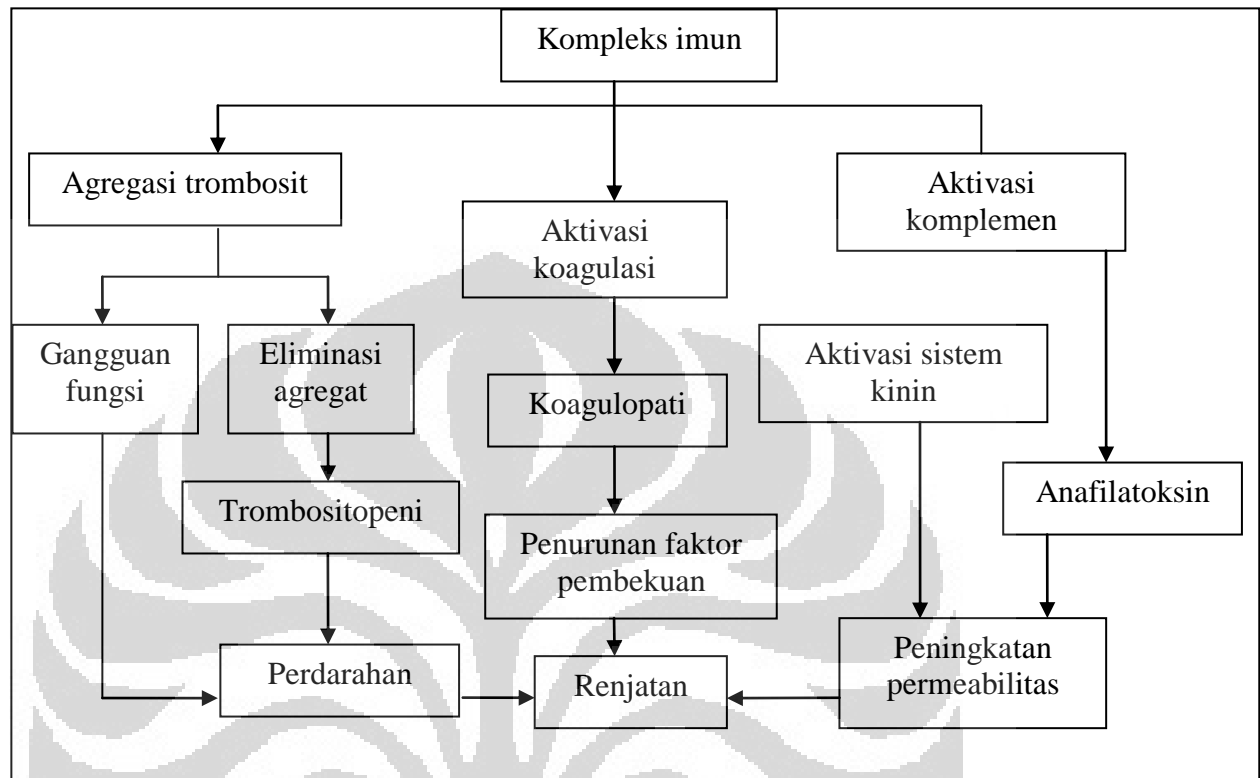 Kompleks imun
Agregasi trombosit
Aktivasi
komplemen
Aktivasi
koagulasi
Gangguan
fungsi
Eliminasi
agregat
Aktivasi sistem
kinin
Koagulopati
Anafilatoksin
Trombositopeni
Penurunan faktor
pembekuan
Perdarahan
Renjatan
Peningkatan
permeabilitas